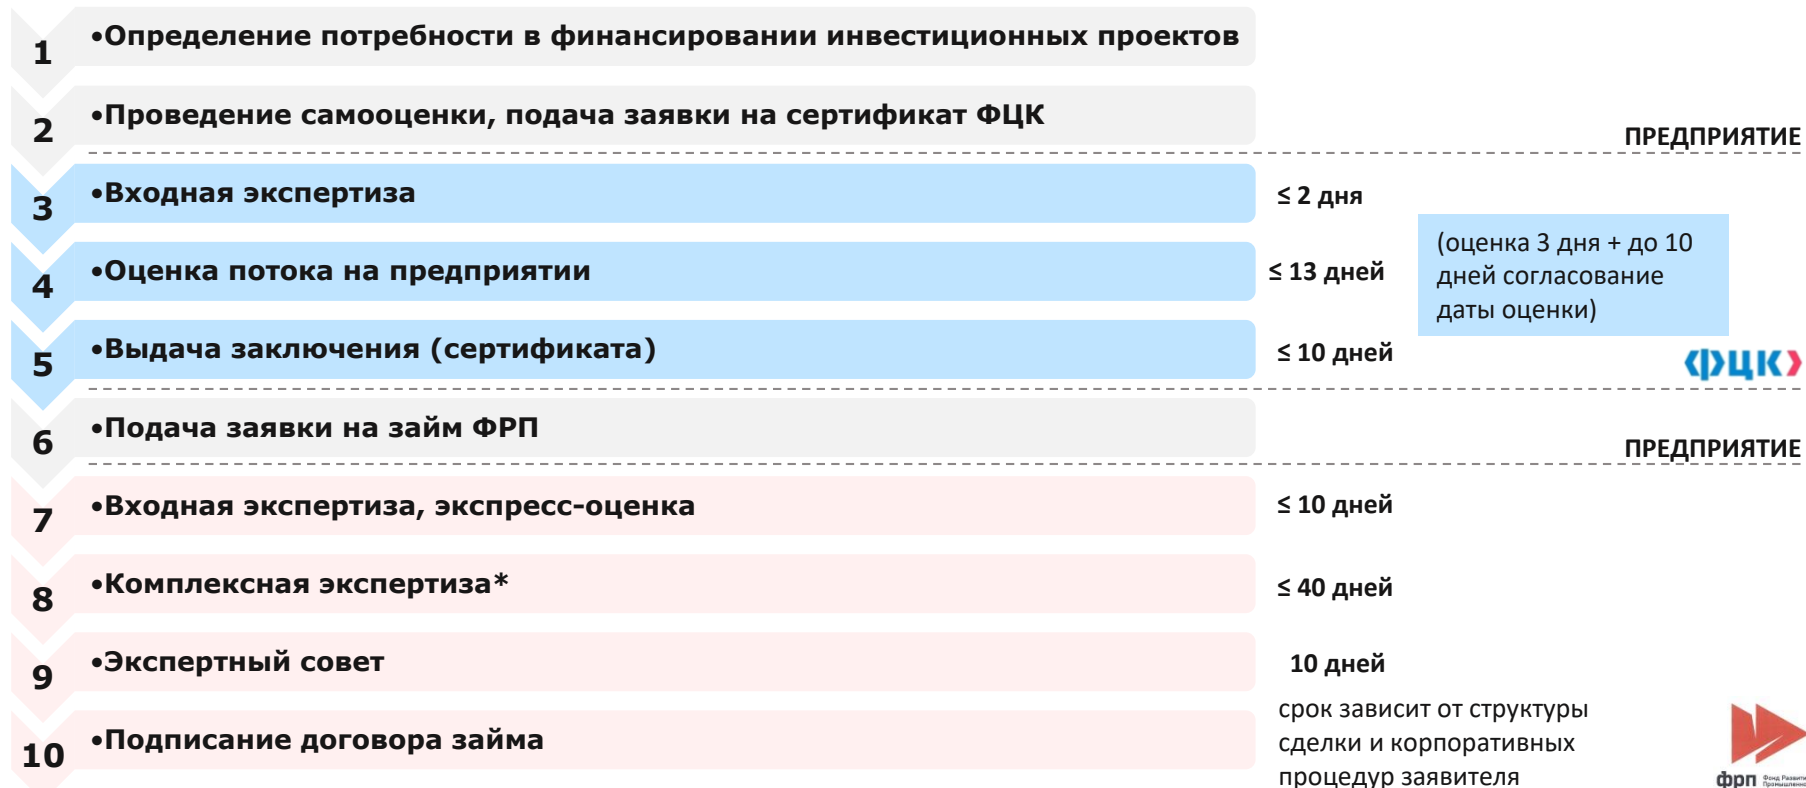 1
•Определение потребности в финансировании инвестиционных проектов
2
•Проведение самооценки, подача заявки на сертификат ФЦК
ПРЕДПРИЯТИЕ
3
•Входная экспертиза
≤ 2 дня
4
•Оценка потока на предприятии
≤ 13 дней
(оценка 3 дня + до 10
дней согласование
даты оценки)
5
•Выдача заключения (сертификата)
≤ 10 дней
ФЦК
6
•Подача заявки на займ ФРП
ПРЕДПРИЯТИЕ
7
•Входная экспертиза, экспресс-оценка
≤ 10 дней
8
•Комплексная экспертиза*
≤ 40 дней
9
•Экспертный совет
10 дней
10
•Подписание договора займа
срок зависит от структуры
сделки и корпоративных
процедур заявителя
фрп